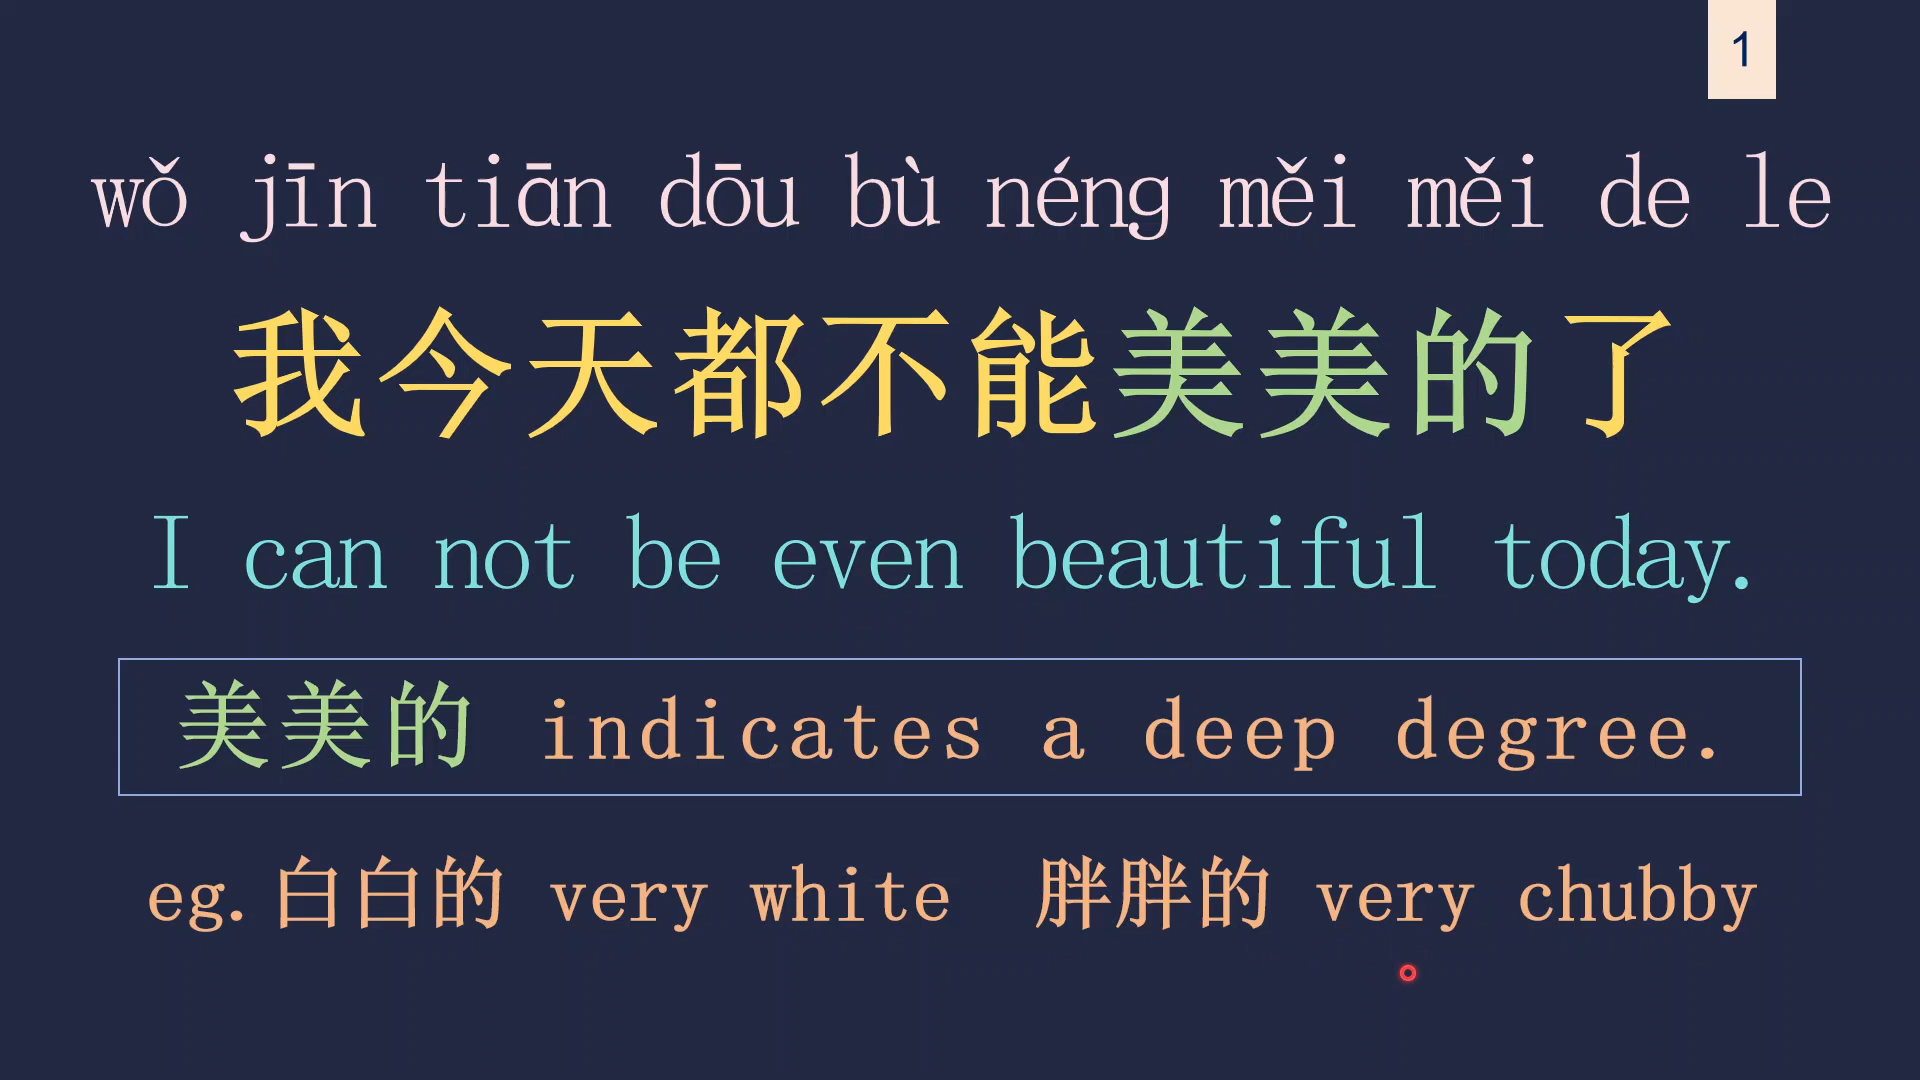 1
wǒ jīn tiān dōu bù néng měi měi de le
我今天都不能美美的了
I can not be even beautiful today.
美美的 indicates a deep degree.
eg. 白白的 very white 胖胖的 very chubby